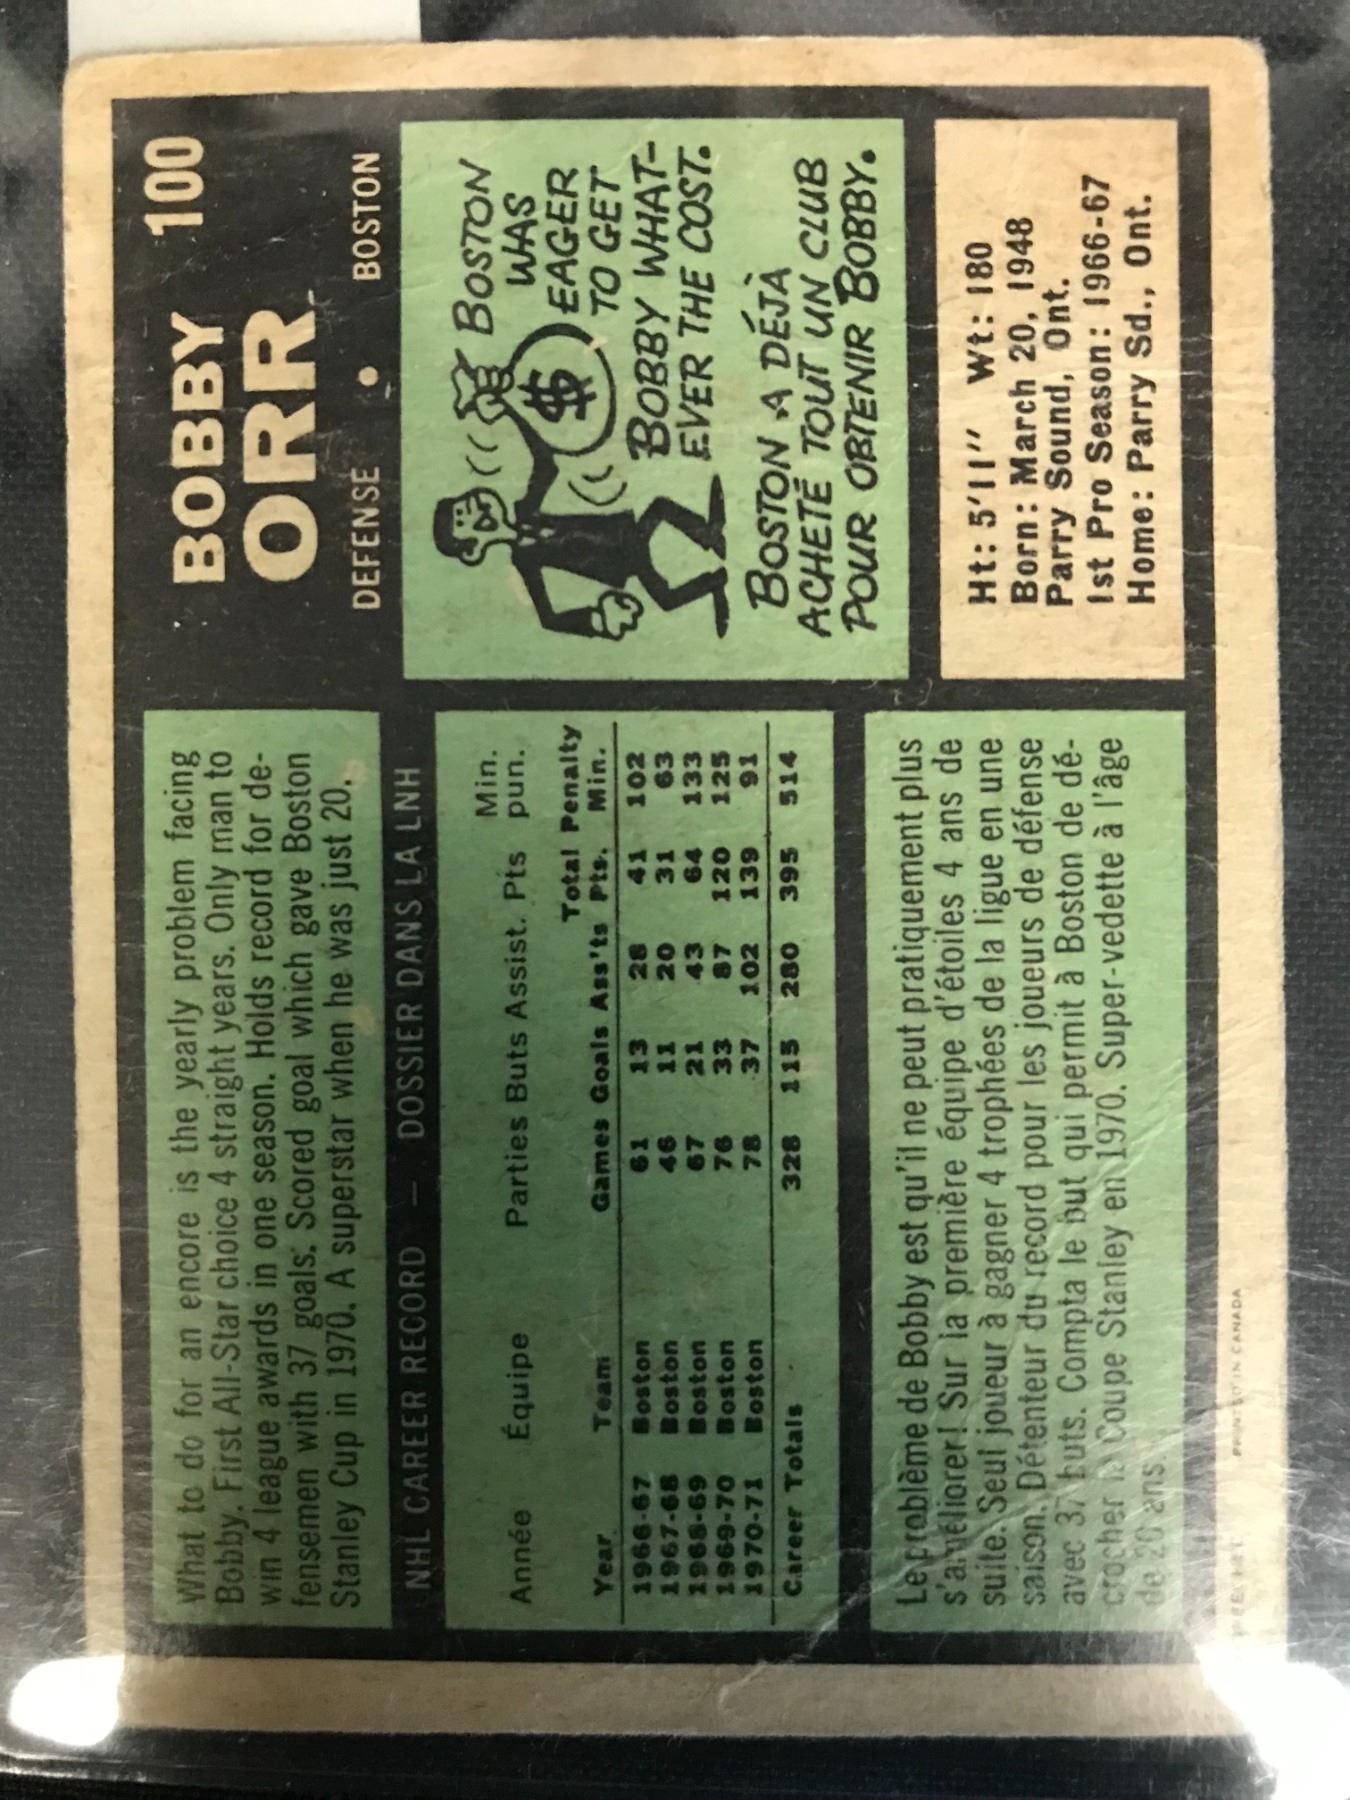 What to do for an encore is the yearly problem facing
Bobby. First All-Star choice 4 straight years. Only man to
win 4 league awards in one season. Holds record for de-
fensemen with 37 goals. Scored goal which gave Boston
Stanley Cup in 1970. A superstar when he was just 20.
BOBBY 100
ORR
DEFENSE • BOSTON
NHL CAREER RECORD — DOSSIER DANS LA LNH
Année Équipe Parties Buts Assist. Pts Min. pun.
Year Team Games Goals Ass'ts Total Pts. Penalty Min.
1966-67 Boston 61 13 28 41 102
1967-68 Boston 46 11 20 31 63
1968-69 Boston 67 21 43 64 133
1969-70 Boston 76 33 87 120 125
1970-71 Boston 78 37 102 139 91
Career Totals 328 115 280 395 514
BOSTON
WAS
EAGER
TO GET
BOBBY WHAT-
EVER THE COST.
$
BOSTON A DÉJÀ
ACHETÉ TOUT UN CLUB
POUR OBTENIR BOBBY.
Le problème de Bobby est qu'il ne peut pratiquement plus
s'améliorer! Sur la première équipe d'étoiles 4 ans de
suite. Seul joueur à gagner 4 trophées de la ligue en une
saison. Détenteur du record pour les joueurs de défense
avec 37 buts. Compta le but qui permit à Boston de dé-
crocher la Coupe Stanley en 1970. Super-vedette à l'âge
de 20 ans.
Ht: 5'11" Wt: 180
Born: March 20, 1948
Parry Sound, Ont.
1st Pro Season: 1966-67
Home: Parry Sd., Ont.
PRINTED IN CANADA